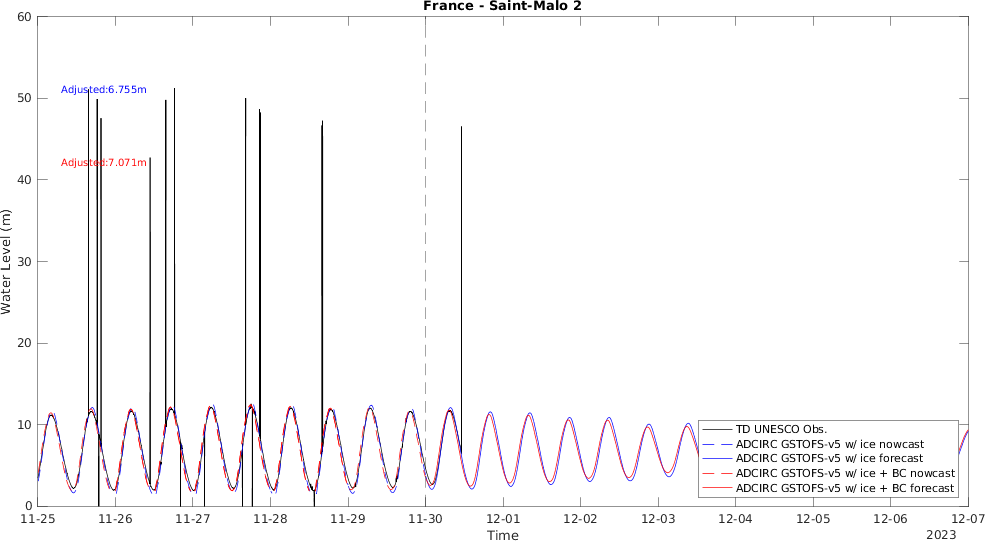 France - Saint-Malo 2
60
50
40
30
20
10
0
Water Level (m)
Adjusted:6.755m
Adjusted:7.071m
TD UNESCO Obs.
ADCIRC GSTOFS-v5 w/ ice nowcast
ADCIRC GSTOFS-v5 w/ ice forecast
ADCIRC GSTOFS-v5 w/ ice + BC nowcast
ADCIRC GSTOFS-v5 w/ ice + BC forecast
11-25 11-26 11-27 11-28 11-29 11-30 12-01 12-02 12-03 12-04 12-05 12-06 12-07
Time
2023